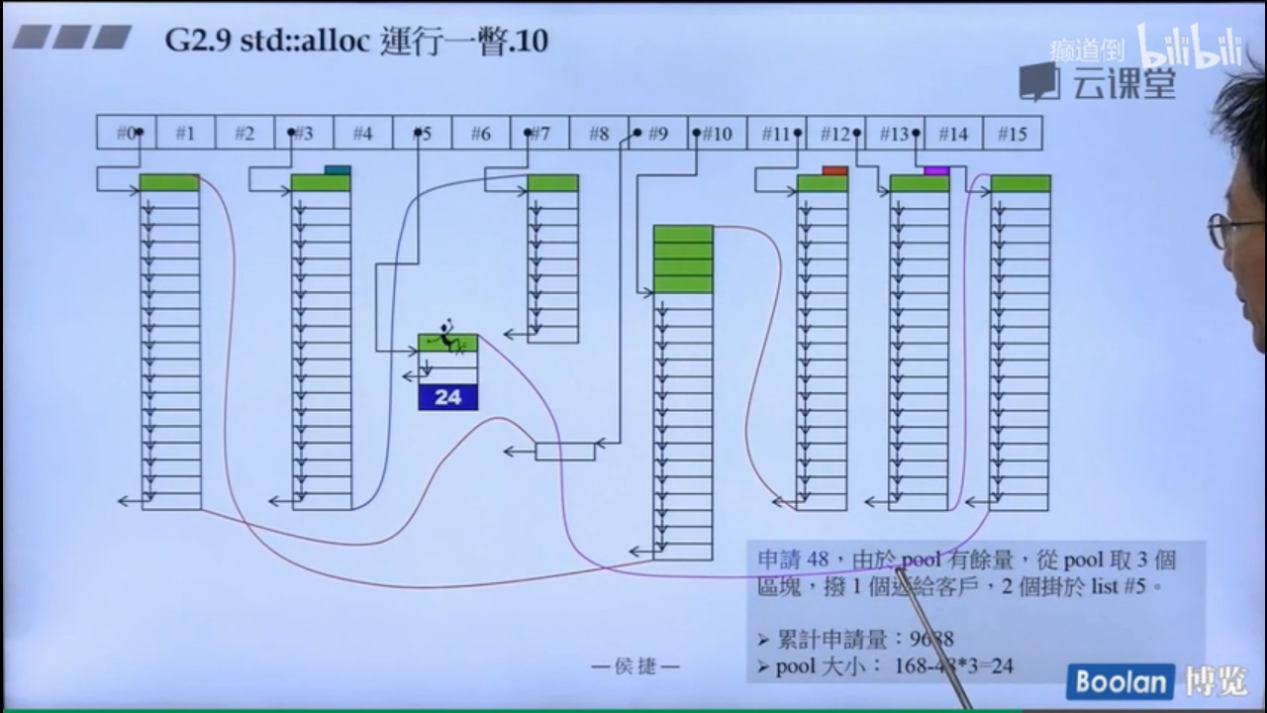 G2.9 std::alloc 運行一瞥.10
癫道倒 bilibili
云课堂
#0 #1 #2 #3 #4 #5 #6 #7 #8 #9 #10 #11 #12 #13 #14 #15
24
申請 48，由於 pool 有餘量，從 pool 取 3 個
區塊，撥 1 個 給客戶，2 個掛於 list #5。
➢ 累計申請量：9688
➢ pool 大小： 168-48*3=24
—侯捷—
Boolan 博览